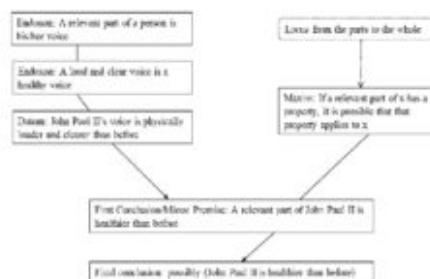 Endoxon: A relevant part of a person is
his/her voice
Endoxon: A loud and clear voice is a
healthy voice
Datum: John Paul II's voice is physically
louder and clearer than before
Locus from the parts to the whole
Maxim: If a relevant part of x has a
property, it is possible that that
property applies to x
First Conclusion/Minor Premise: A relevant part of John Paul II is
healthier than before
Final conclusion: possibly (John Paul II is healthier than before)